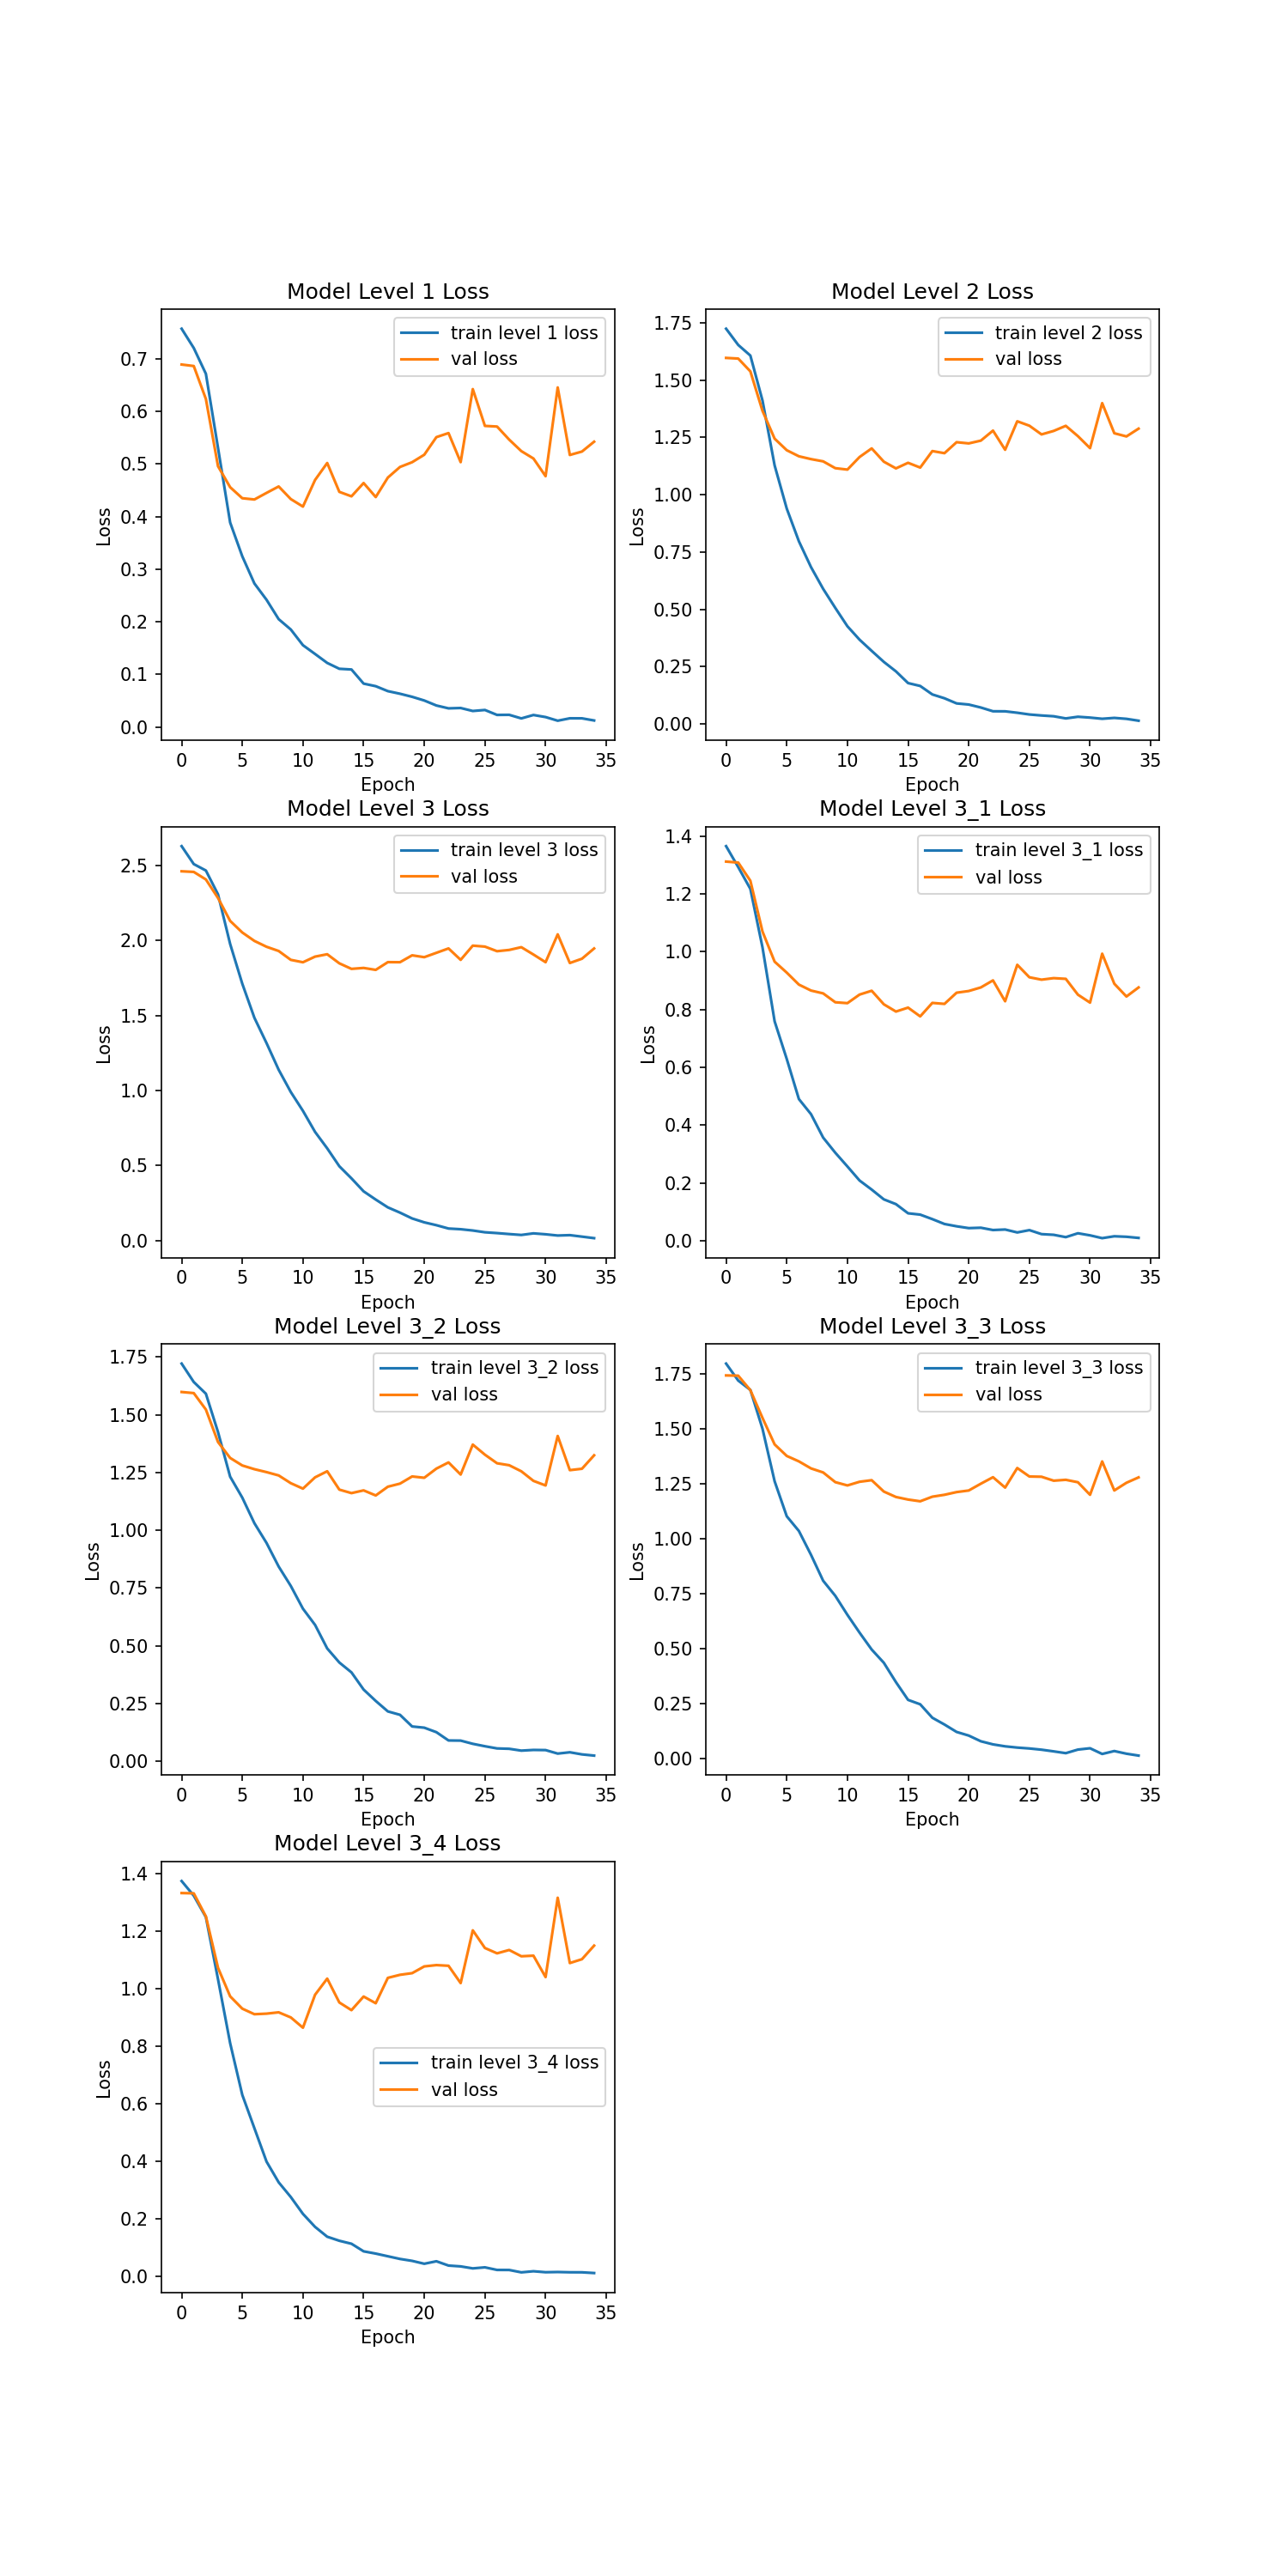 Model Level 1 Loss
train level 1 loss
val loss
0.7
0.6
0.5
0.4
0.3
0.2
0.1
0.0
Loss
0 5 10 15 20 25 30 35
Epoch
Model Level 2 Loss
train level 2 loss
val loss
1.75
1.50
1.25
1.00
0.75
0.50
0.25
0.00
Loss
0 5 10 15 20 25 30 35
Epoch
Model Level 3 Loss
train level 3 loss
val loss
2.5
2.0
1.5
1.0
0.5
0.0
Loss
0 5 10 15 20 25 30 35
Epoch
Model Level 3_1 Loss
train level 3_1 loss
val loss
1.4
1.2
1.0
0.8
0.6
0.4
0.2
0.0
Loss
0 5 10 15 20 25 30 35
Epoch
Model Level 3_2 Loss
train level 3_2 loss
val loss
1.75
1.50
1.25
1.00
0.75
0.50
0.25
0.00
Loss
0 5 10 15 20 25 30 35
Epoch
Model Level 3_3 Loss
train level 3_3 loss
val loss
1.75
1.50
1.25
1.00
0.75
0.50
0.25
0.00
Loss
0 5 10 15 20 25 30 35
Epoch
Model Level 3_4 Loss
train level 3_4 loss
val loss
1.4
1.2
1.0
0.8
0.6
0.4
0.2
0.0
Loss
0 5 10 15 20 25 30 35
Epoch